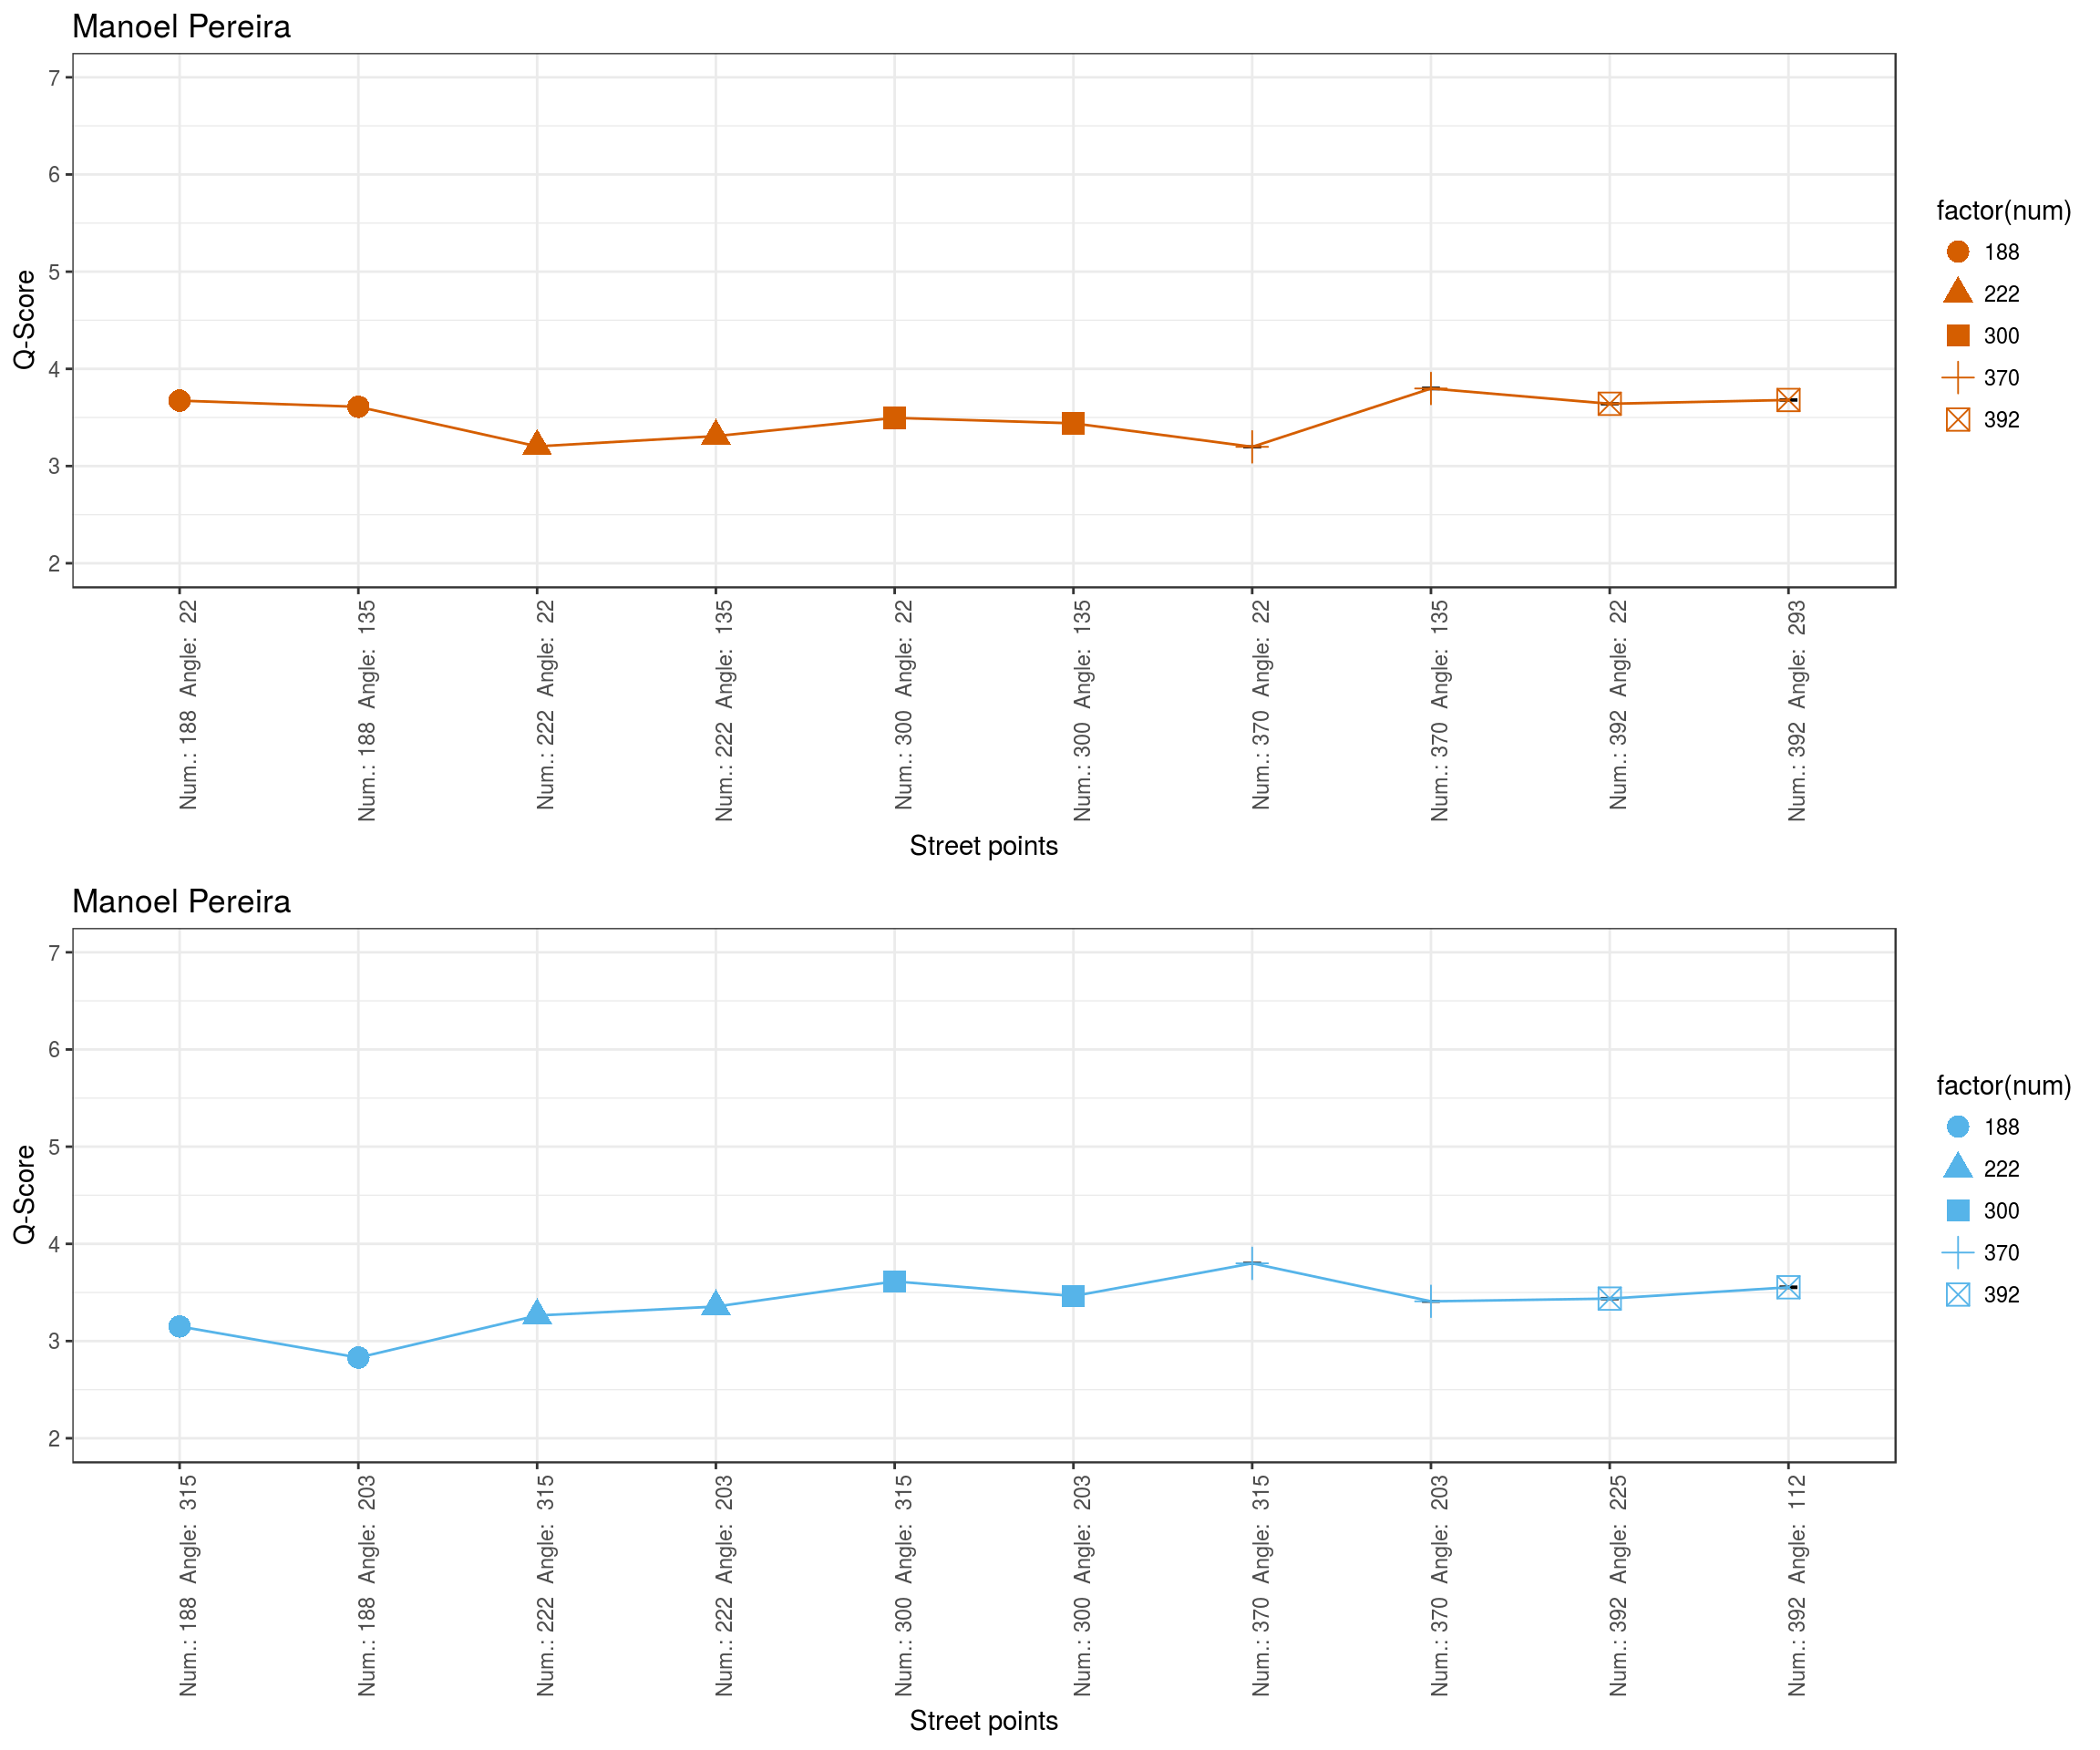 Manoel Pereira
7
6
5
4
3
2
Q-Score
Num.: 188 Angle: 22
Num.: 188 Angle: 135
Num.: 222 Angle: 22
Num.: 222 Angle: 135
Num.: 300 Angle: 22
Num.: 300 Angle: 135
Num.: 370 Angle: 22
Num.: 370 Angle: 135
Num.: 392 Angle: 22
Num.: 392 Angle: 293
Street points
factor(num)
188
222
300
370
392
Manoel Pereira
7
6
5
4
3
2
Q-Score
Num.: 188 Angle: 315
Num.: 188 Angle: 203
Num.: 222 Angle: 315
Num.: 222 Angle: 203
Num.: 300 Angle: 315
Num.: 300 Angle: 203
Num.: 370 Angle: 315
Num.: 370 Angle: 203
Num.: 392 Angle: 225
Num.: 392 Angle: 112
Street points
factor(num)
188
222
300
370
392